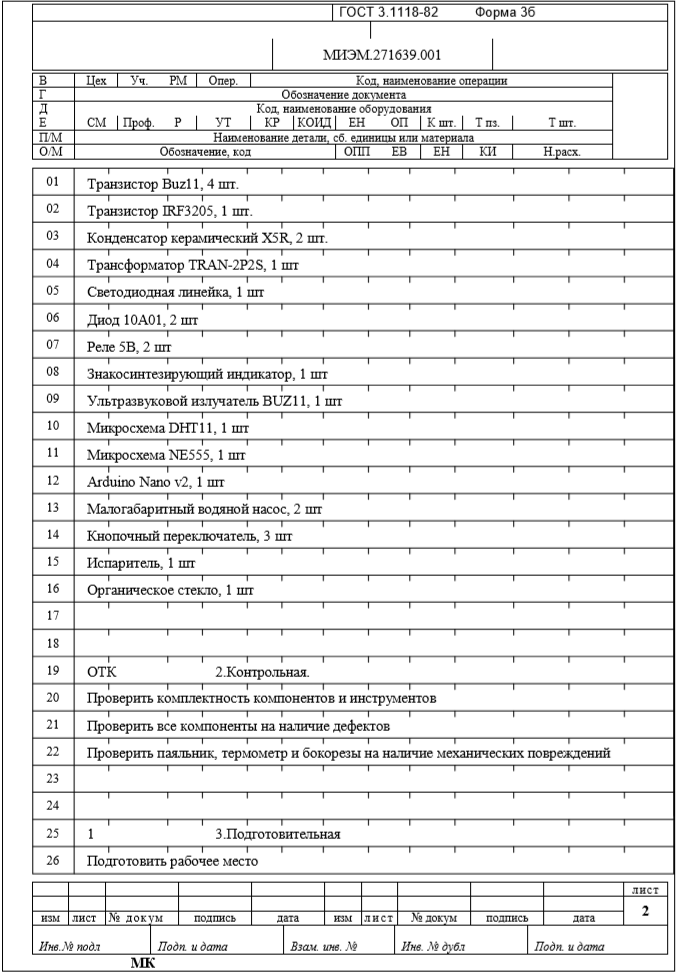 ГОСТ 3.1118-82 Форма 3б
МИЭМ.271639.001
В Цех Уч. РМ Опер. Код, наименование операции
Г Обозначение документа
Д Код, наименование оборудования
Е СМ Проф. Р УТ КР КОИД ЕН ОП К шт. Т пз. Т шт.
П/М Наименование детали, сб. единицы или материала
О/М Обозначение, код ОПП ЕВ ЕН КИ Н.расх.
01 Транзистор Buz11, 4 шт.
02 Транзистор IRF3205, 1 шт.
03 Конденсатор керамический X5R, 2 шт.
04 Трансформатор TRAN-2P2S, 1 шт
05 Светодиодная линейка, 1 шт
06 Диод 10А01, 2 шт
07 Реле 5В, 2 шт
08 Знакосинтезирующий индикатор, 1 шт
09 Ультразвуковой излучатель BUZ11, 1 шт
10 Микросхема DHT11, 1 шт
11 Микросхема NE555, 1 шт
12 Arduino Nano v2, 1 шт
13 Малогабаритный водяной насос, 2 шт
14 Кнопочный переключатель, 3 шт
15 Испаритель, 1 шт
16 Органическое стекло, 1 шт
17
18
19 ОТК 2.Контрольная.
20 Проверить комплектность компонентов и инструментов
21 Проверить все компоненты на наличие дефектов
22 Проверить паяльник, термометр и бокорезы на наличие механических повреждений
23
24
25 1 3.Подготовительная
26 Подготовить рабочее место
лист
2
изм лист № докум подпись дата изм лист № докум подпись дата
Инв.№ подл Подп. и дата Взам. инв. № Инв. № дубл Подп. и дата
МК